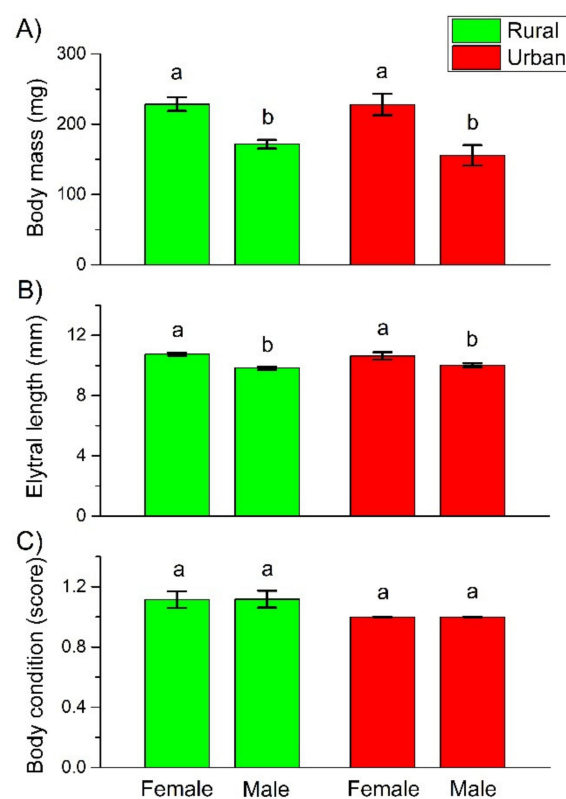 A)
Rural
Urban
Body mass (mg)
300
200
100
0
a
b
a
b
B)
Elytral length (mm)
12
8
4
0
a
b
a
b
C)
Body condition (score)
1.2
0.8
0.4
0.0
a
a
a
a
Female Male Female Male